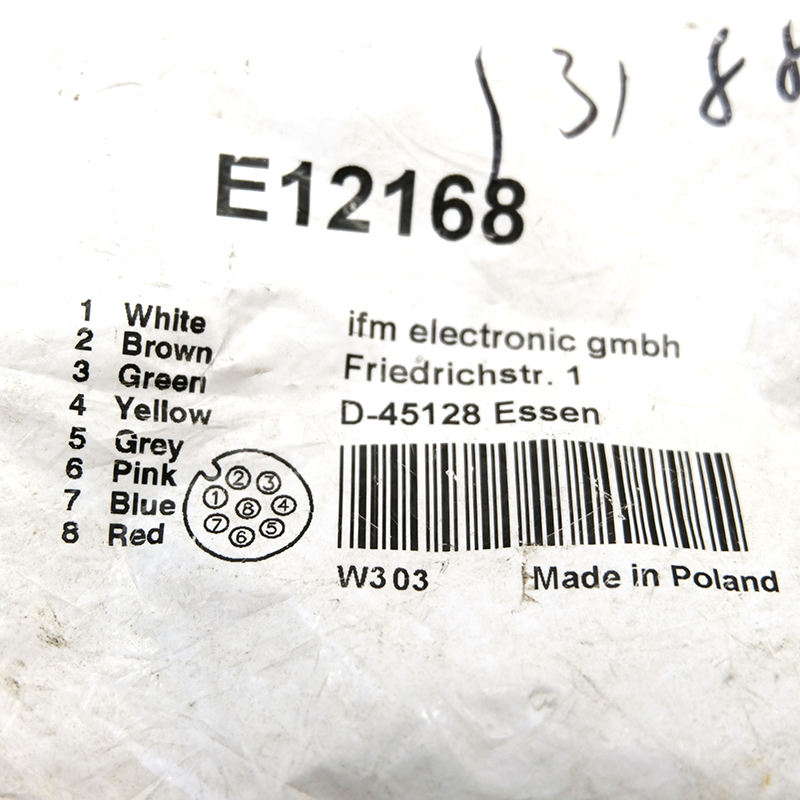 131 88
E12168
1 White
2 Brown
3 Green
4 Yellow
5 Grey
6 Pink
7 Blue
8 Red
2 3
1 8 4
7 6 5
ifm electronic gmbh
Friedrichstr. 1
D-45128 Essen
W303 Made in Poland